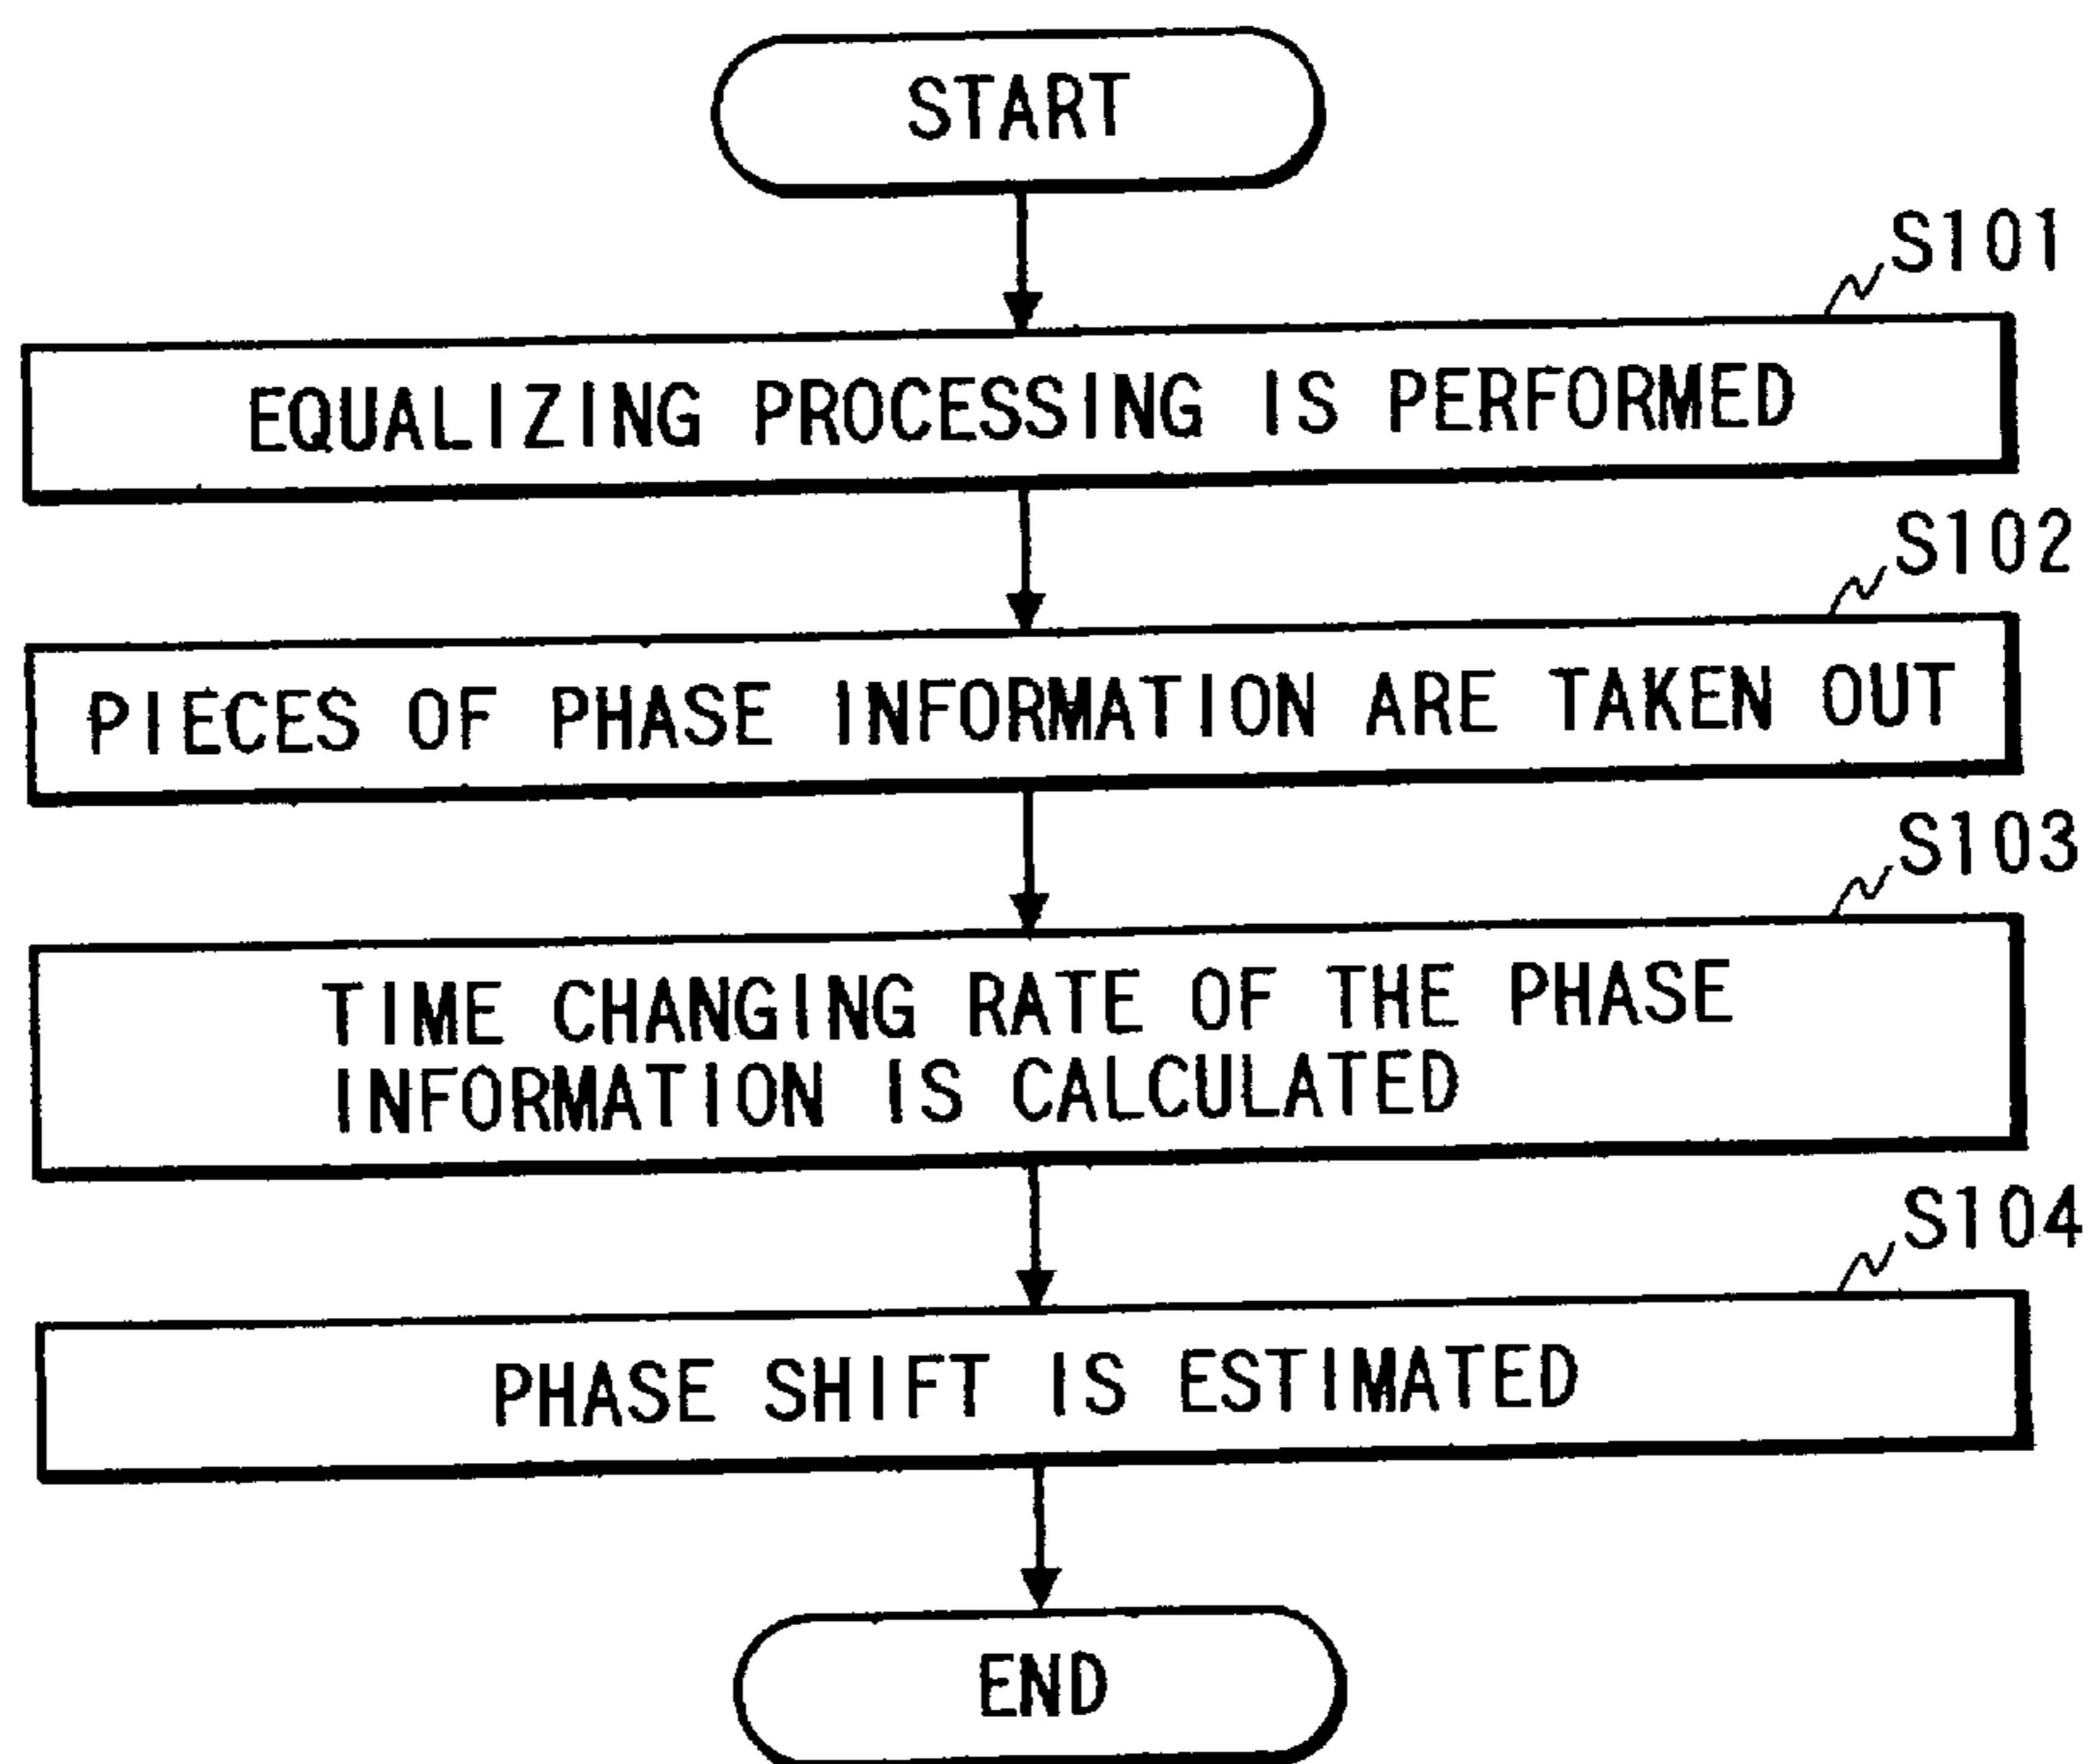 START
S101
EQUALIZING PROCESSING IS PERFORMED
S102
PIECES OF PHASE INFORMATION ARE TAKEN OUT
S103
TIME CHANGING RATE OF THE PHASE
INFORMATION IS CALCULATED
S104
PHASE SHIFT IS ESTIMATED
END